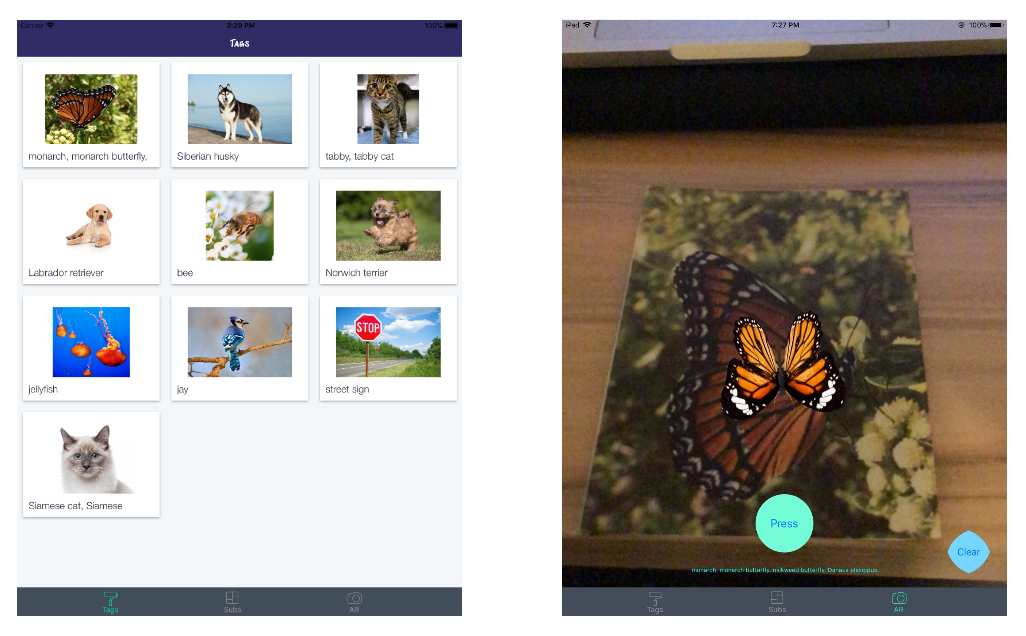 Carrier 3:29 PM 100%
Tags
monarch, monarch butterfly,
Siberian husky
tabby, tabby cat
Labrador retriever
bee
Norwich terrier
jellyfish
jay
STOP
street sign
Siamese cat, Siamese
Tags
Subs
AR
iPad 7:27 PM 100%
Press
Clear
monarch, monarch butterfly, milkweed butterfly, Danaus plexippus
Tags
Subs
AR